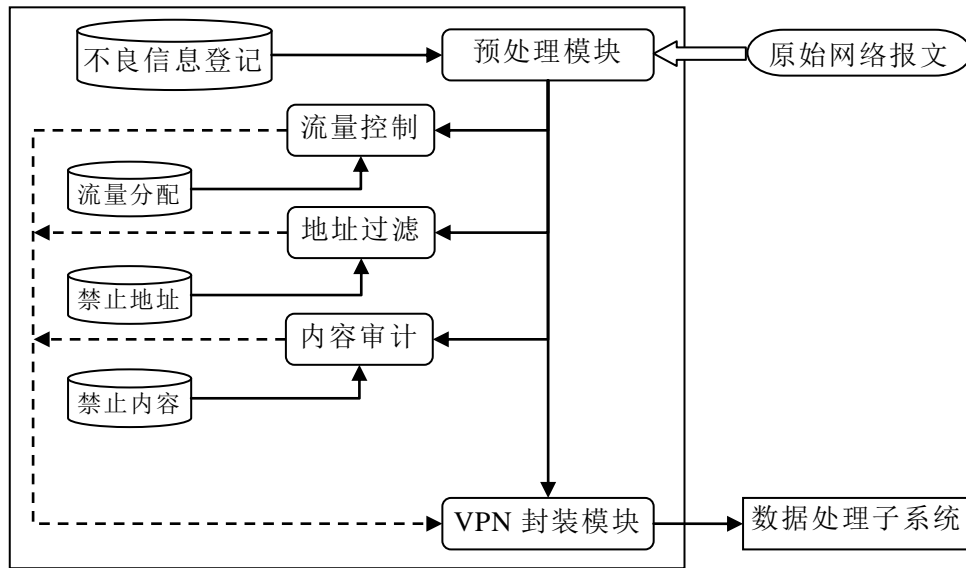 不良信息登记
预处理模块
原始网络报文
流量控制
流量分配
地址过滤
禁止地址
内容审计
禁止内容
VPN 封装模块
数据处理子系统